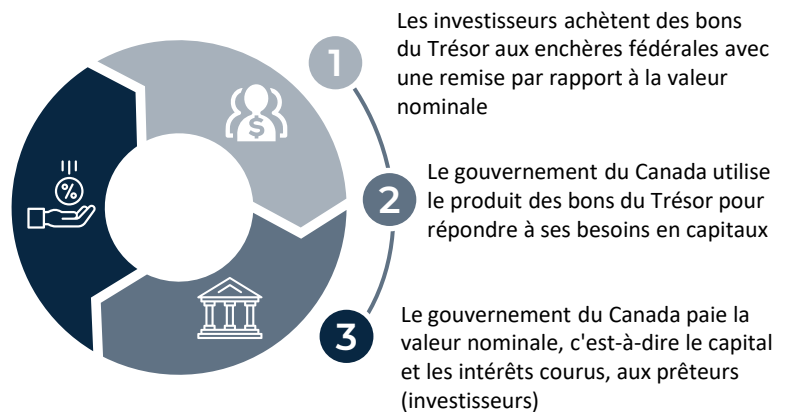 1
Les investisseurs achètent des bons
du Trésor aux enchères fédérales avec
une remise par rapport à la valeur
nominale
$
%
2
Le gouvernement du Canada utilise
le produit des bons du Trésor pour
répondre à ses besoins en capitaux
3
Le gouvernement du Canada paie la
valeur nominale, c'est-à-dire le capital
et les intérêts courus, aux prêteurs
(investisseurs)